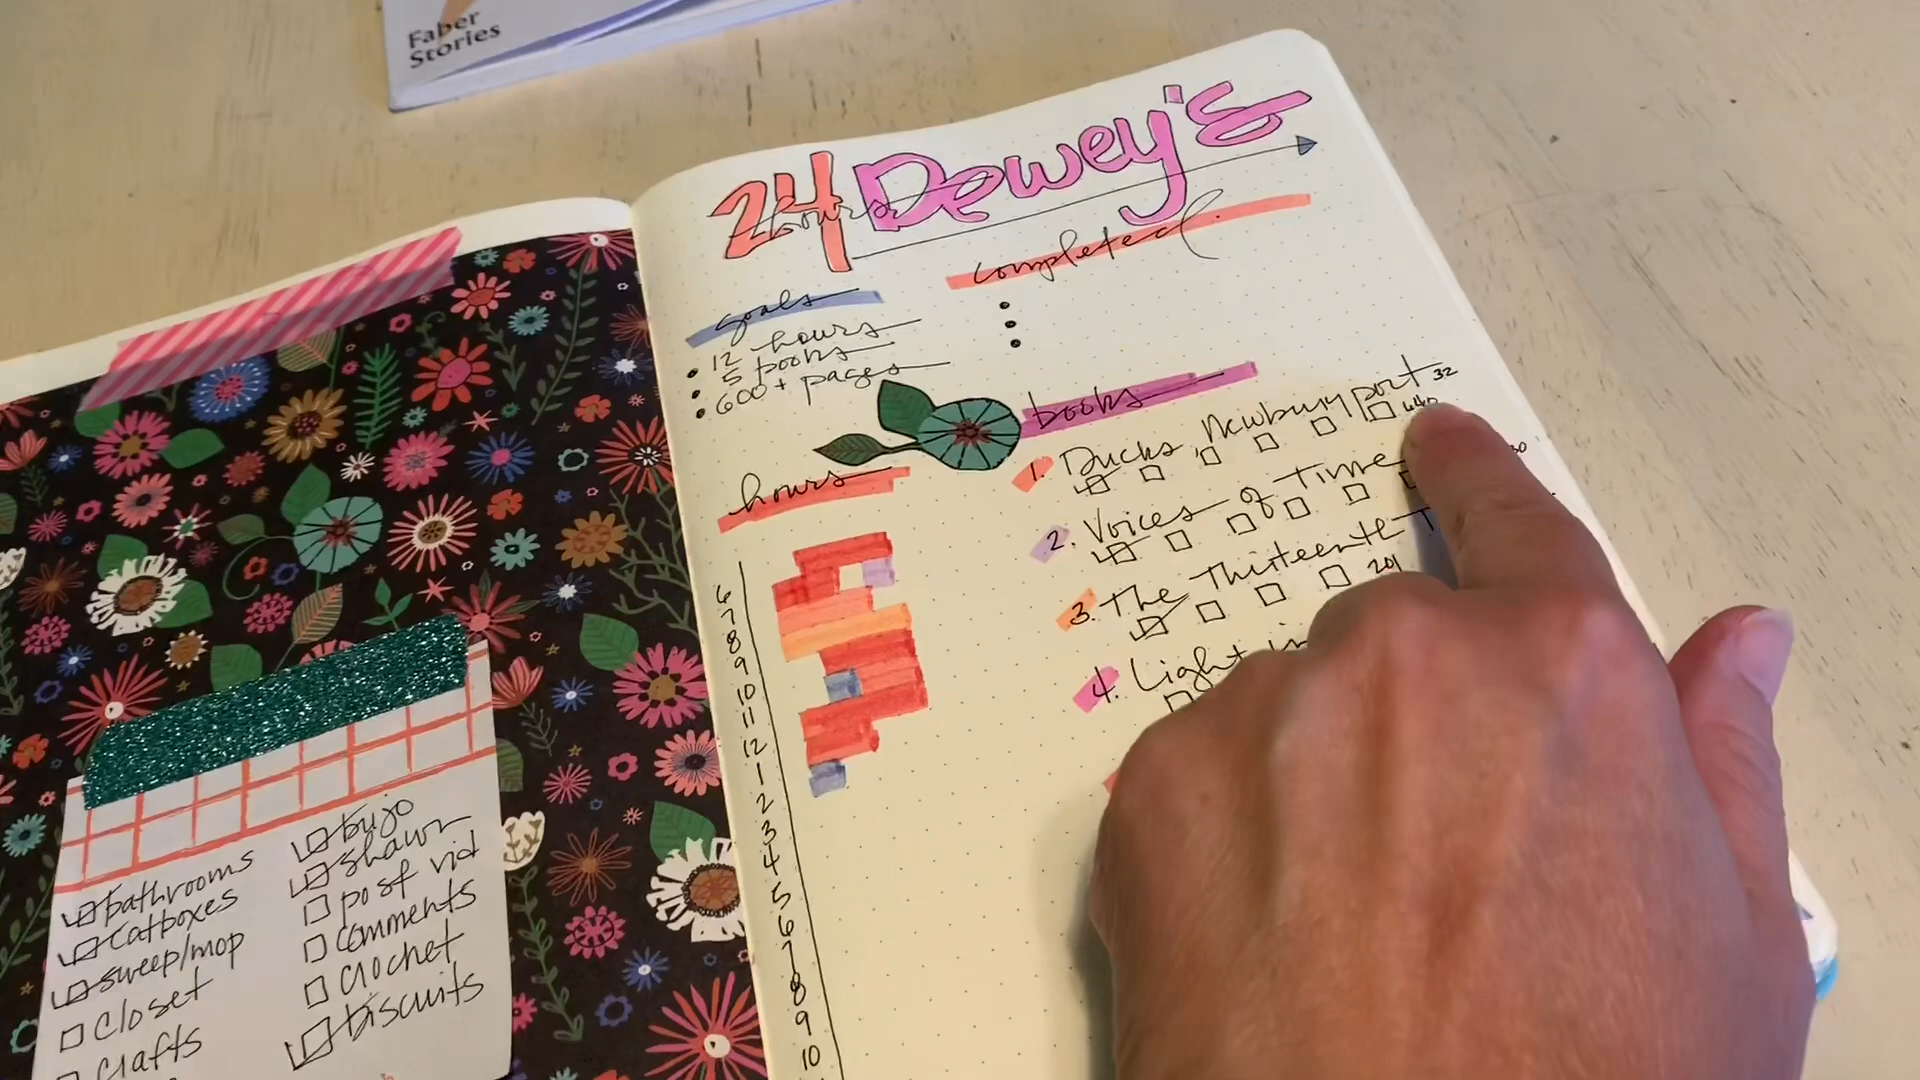 Faber
Stories
24 Dewey's
hours
completed
goals
12 hours
5 books
600+ pages
books
1. Ducks Newburyport 32
2. Voices of Time
3. The Thirteenth
201
4. Light in
hours
6
7
8
9
10
11
12
1
2
3
4
5
6
7
8
9
10
bathrooms
catboxes
sweep/mop
closet
crafts
bujo
shawr
post vid
comments
crochet
biscuits